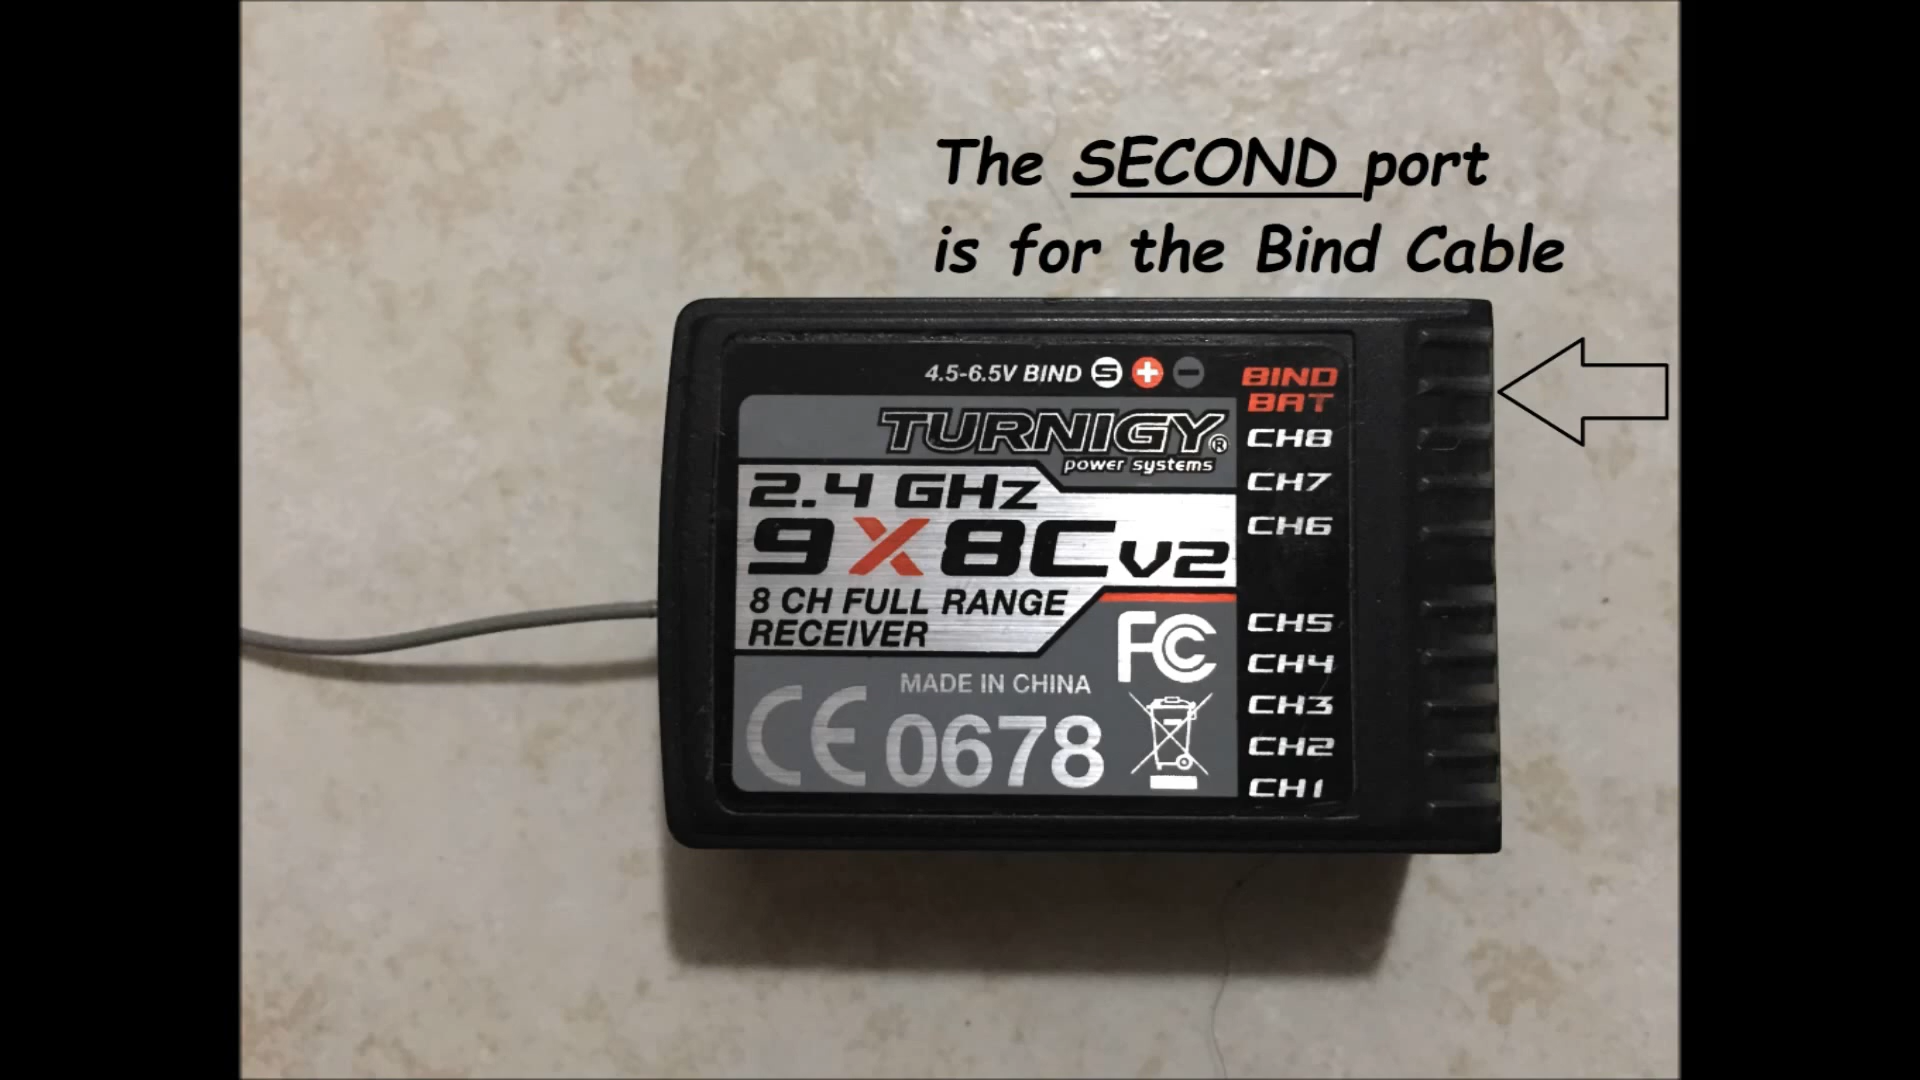 The SECOND port
is for the Bind Cable
4.5-6.5V BIND S + -
BIND
BAT
TURNIGY®
power systems
CH8
2.4 GHz
CH7
9X8C v2
CH6
8 CH FULL RANGE
RECEIVER
FC
CH5
MADE IN CHINA
CH4
CE 0678
CH3
CH2
CH1